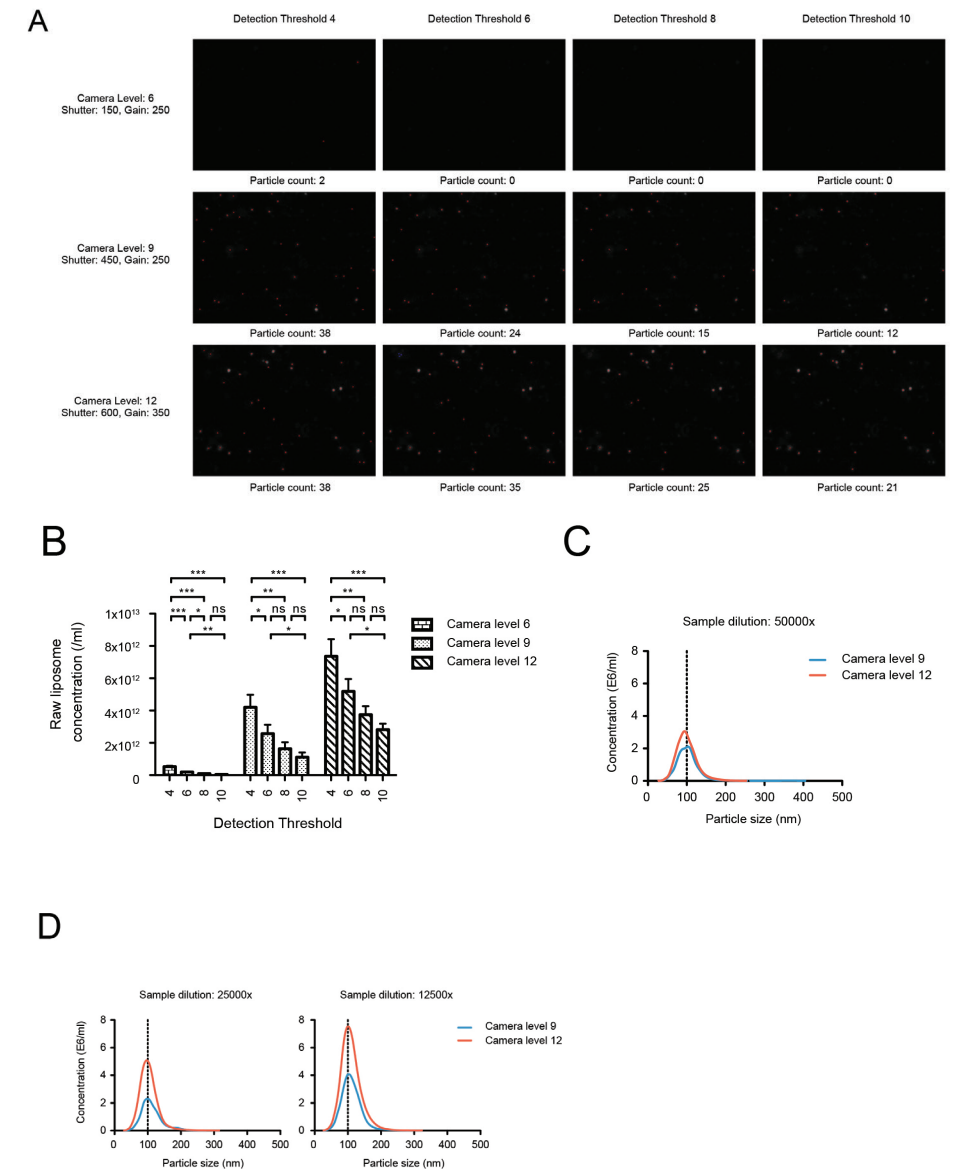 A
Detection Threshold 4
Detection Threshold 6
Detection Threshold 8
Detection Threshold 10
Camera Level: 6
Shutter: 150, Gain: 250
Particle count: 2
Particle count: 0
Particle count: 0
Particle count: 0
Camera Level: 9
Shutter: 450, Gain: 250
Particle count: 38
Particle count: 24
Particle count: 15
Particle count: 12
Camera Level: 12
Shutter: 600, Gain: 350
Particle count: 38
Particle count: 35
Particle count: 25
Particle count: 21
B
Raw liposome
concentration (/ml)
1x10¹³
8x10¹²
6x10¹²
4x10¹²
2x10¹²
0
*** *** ***
*** ** **
*** * ns * ns ns * ns ns
** * *
4 6 8 10 4 6 8 10 4 6 8 10
Detection Threshold
Camera level 6
Camera level 9
Camera level 12
C
Sample dilution: 50000x
Concentration (E6/ml)
8
6
4
2
0
0 100 200 300 400 500
Particle size (nm)
Camera level 9
Camera level 12
D
Sample dilution: 25000x
Concentration (E6/ml)
8
6
4
2
0
0 100 200 300 400 500
Particle size (nm)
Sample dilution: 12500x
8
6
4
2
0
0 100 200 300 400 500
Particle size (nm)
Camera level 9
Camera level 12